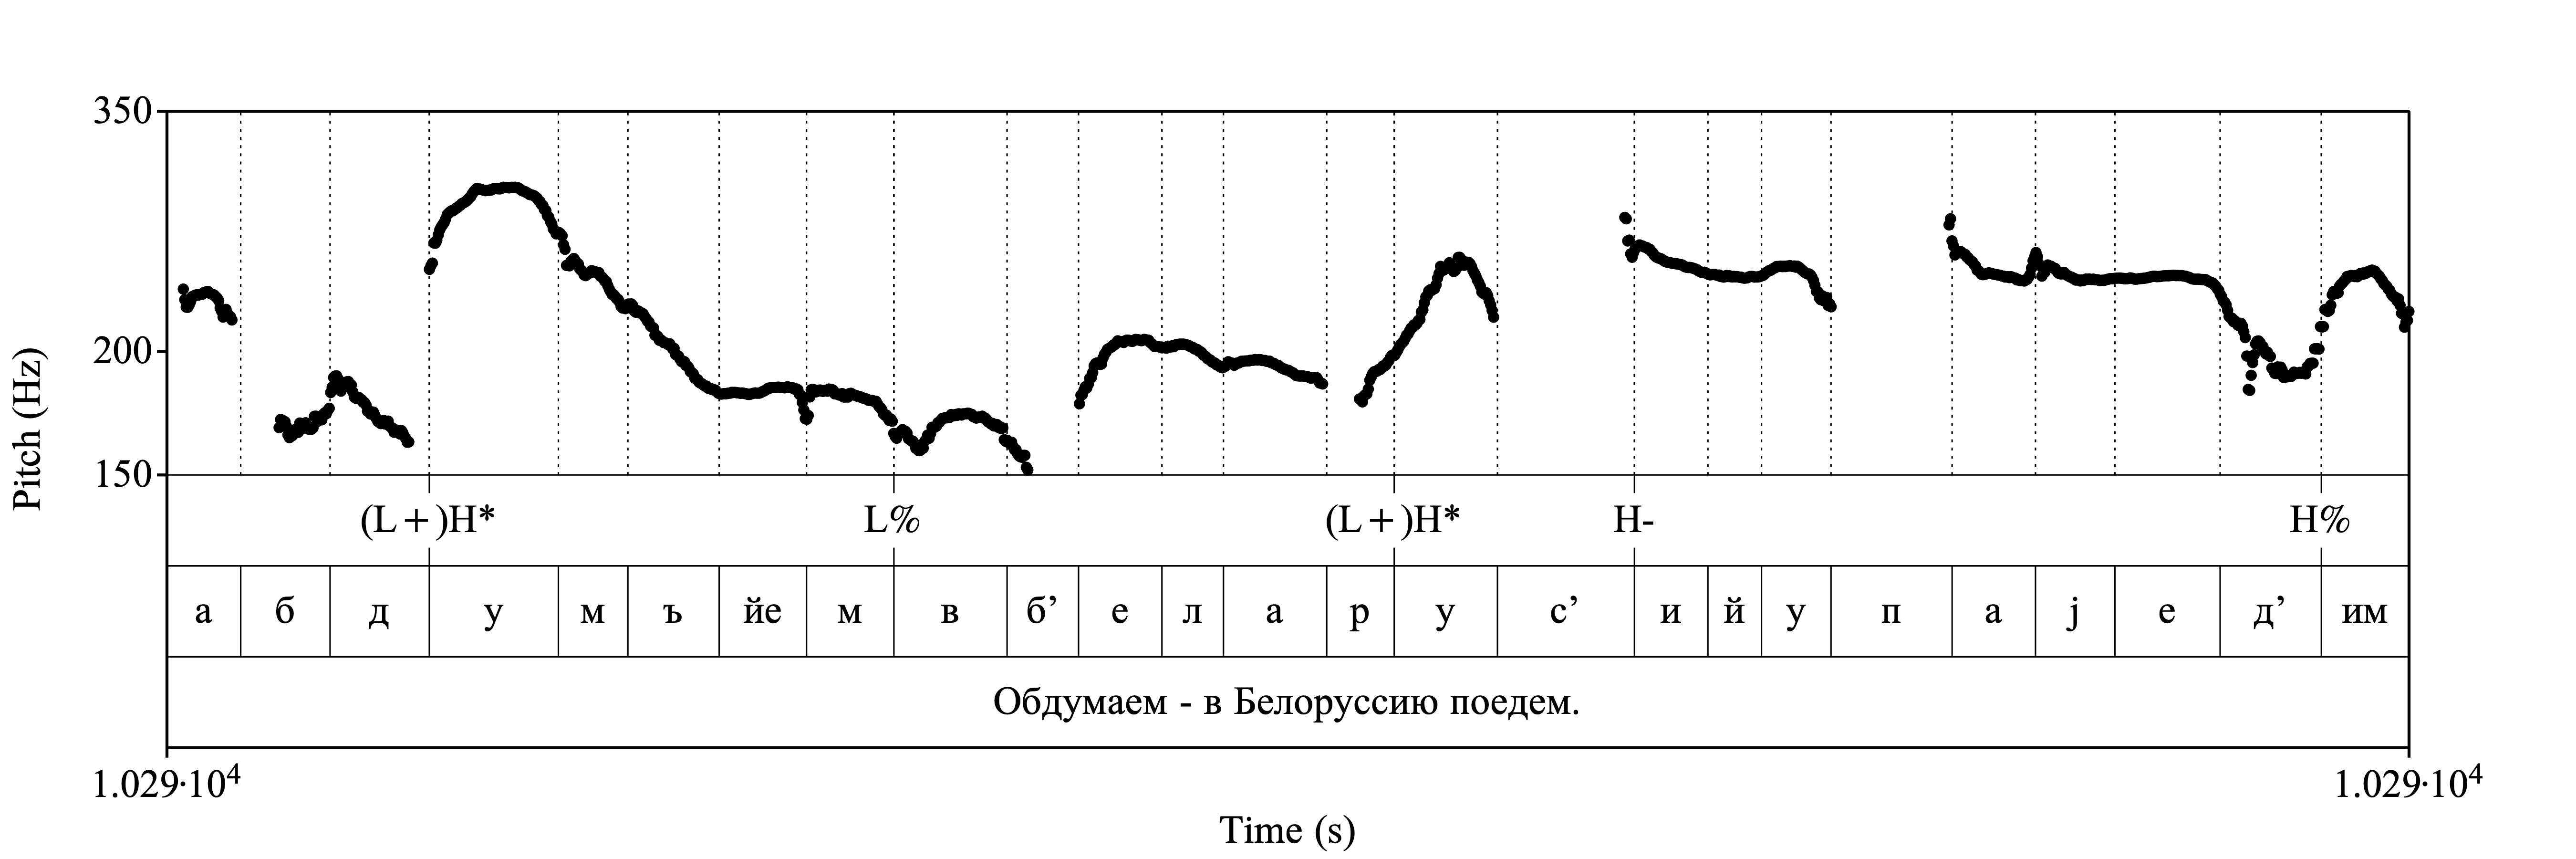 350
200
150
Pitch (Hz)
(L+)H* L% (L+)H* H- H%
а б д у м ъ йе м в б’ е л а р у с’ и й у п а j е д’ им
Обдумаем - в Белоруссию поедем.
1.029·10⁴ 1.029·10⁴
Time (s)